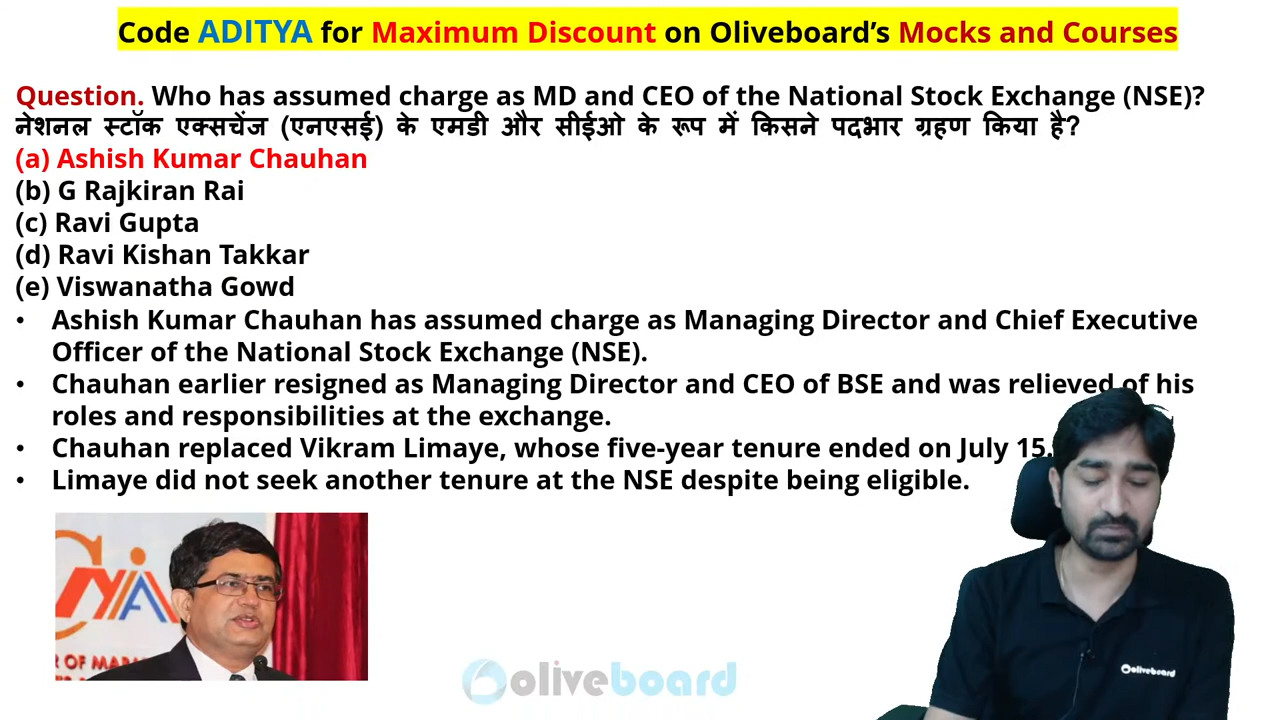 Code ADITYA for Maximum Discount on Oliveboard’s Mocks and Courses
Question. Who has assumed charge as MD and CEO of the National Stock Exchange (NSE)?
नेशनल स्टॉक एक्सचेंज (एनएसई) के एमडी और सीईओ के रूप में किसने पदभार ग्रहण किया है?
(a) Ashish Kumar Chauhan
(b) G Rajkiran Rai
(c) Ravi Gupta
(d) Ravi Kishan Takkar
(e) Viswanatha Gowd
• Ashish Kumar Chauhan has assumed charge as Managing Director and Chief Executive
Officer of the National Stock Exchange (NSE).
• Chauhan earlier resigned as Managing Director and CEO of BSE and was relieved of his
roles and responsibilities at the exchange.
• Chauhan replaced Vikram Limaye, whose five-year tenure ended on July 15.
• Limaye did not seek another tenure at the NSE despite being eligible.
oliveboard
oliveboard